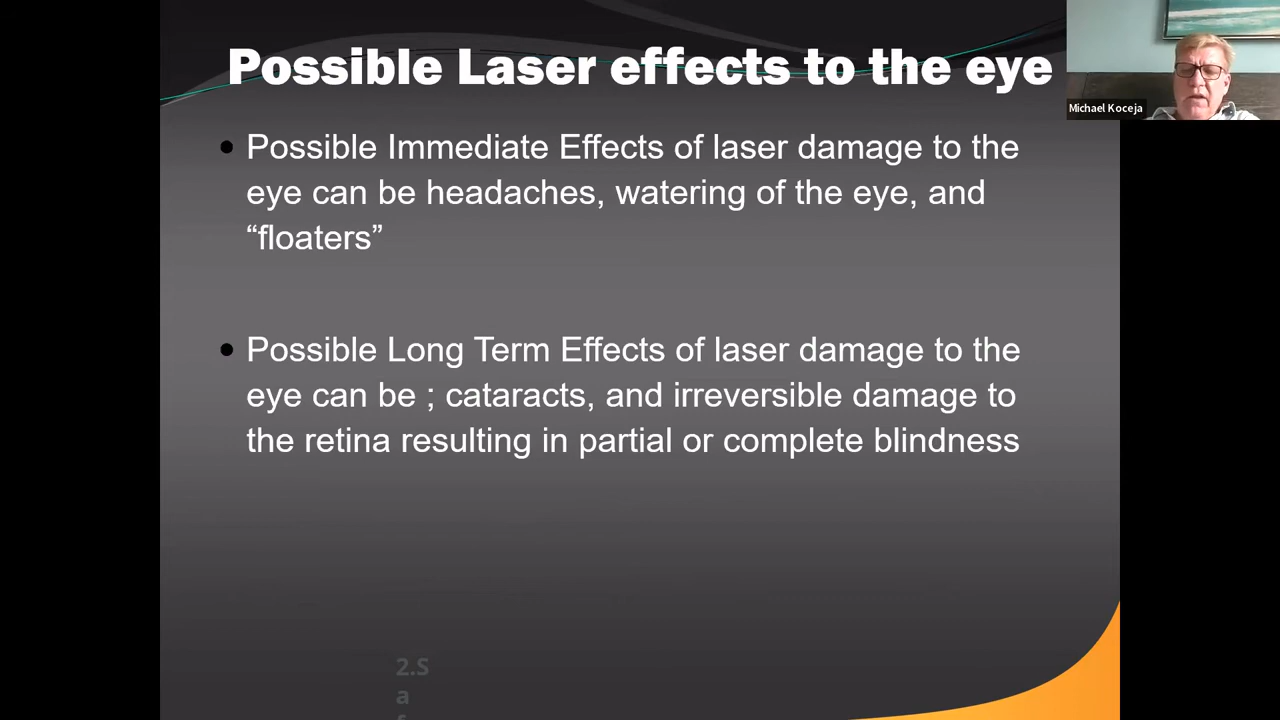 Possible Laser effects to the eye
Michael Koceja
• Possible Immediate Effects of laser damage to the
eye can be headaches, watering of the eye, and
“floaters”
• Possible Long Term Effects of laser damage to the
eye can be ; cataracts, and irreversible damage to
the retina resulting in partial or complete blindness
2.S
a